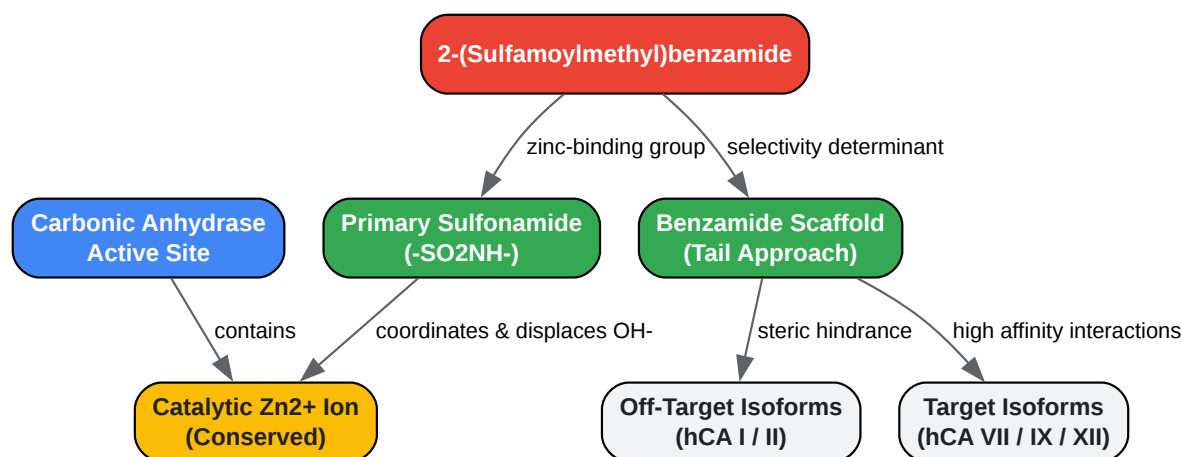 2-(Sulfamoylmethyl)benzamide
zinc-binding group
selectivity determinant
Carbonic Anhydrase
Active Site
Primary Sulfonamide
(-SO2NH-)
Benzamide Scaffold
(Tail Approach)
contains
coordinates & displaces OH-
steric hindrance
high affinity interactions
Catalytic Zn2+ Ion
(Conserved)
Off-Target Isoforms
(hCA I / II)
Target Isoforms
(hCA VII / IX / XII)